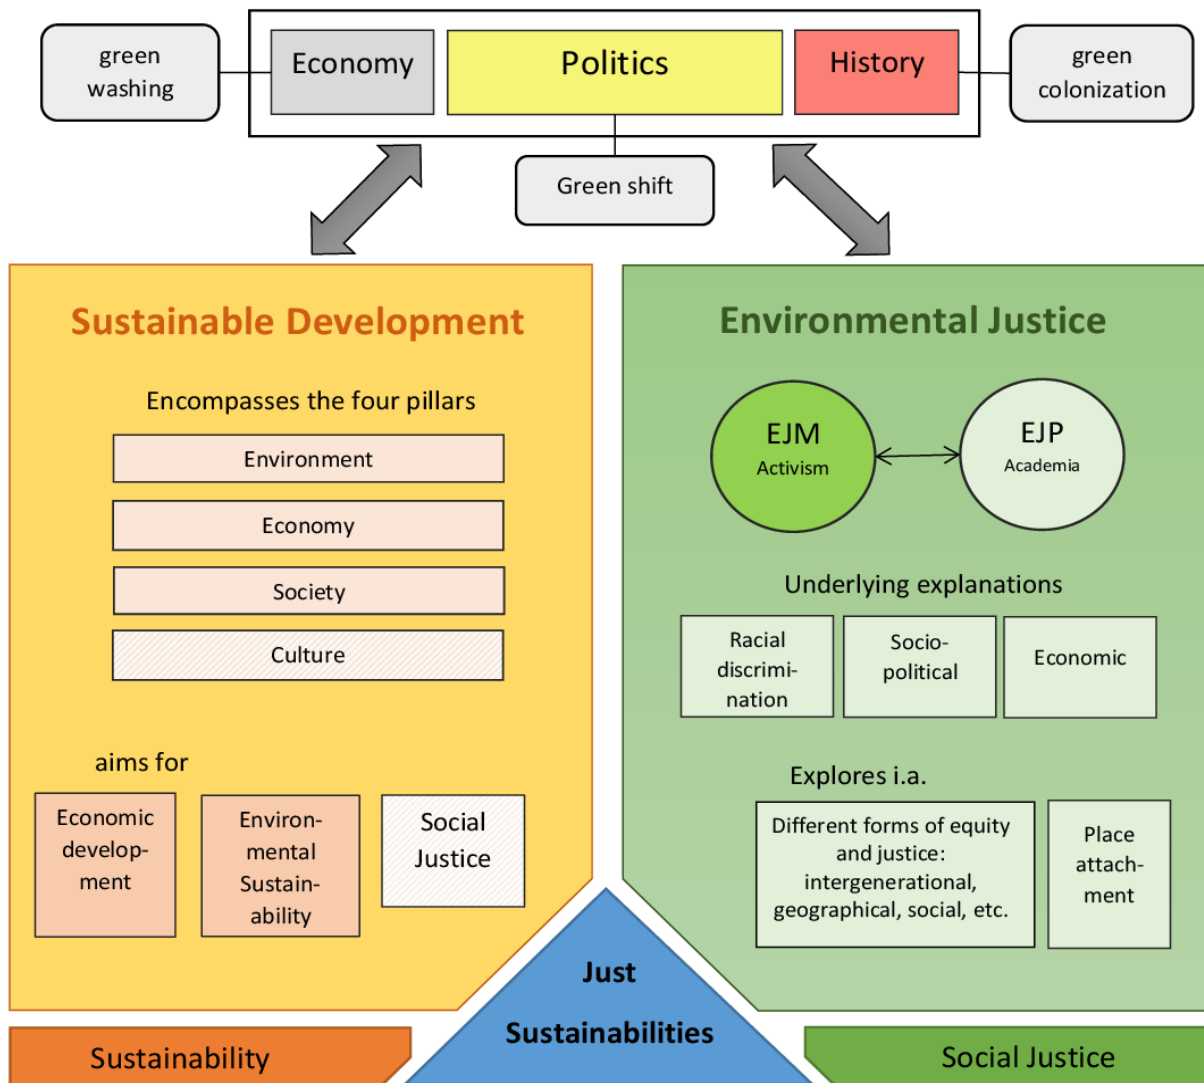 green
washing
Economy
Politics
History
green
colonization
Green shift
Sustainable Development
Encompasses the four pillars
Environment
Economy
Society
Culture
aims for
Economic
develop-
ment
Environ-
mental
Sustain-
ability
Social
Justice
Environmental Justice
EJM
Activism
EJP
Academia
Underlying explanations
Racial
discrimi-
nation
Socio-
political
Economic
Explores i.a.
Different forms of equity
and justice:
intergenerational,
geographical, social, etc.
Place
attach-
ment
Just
Sustainabilities
Sustainability
Social Justice